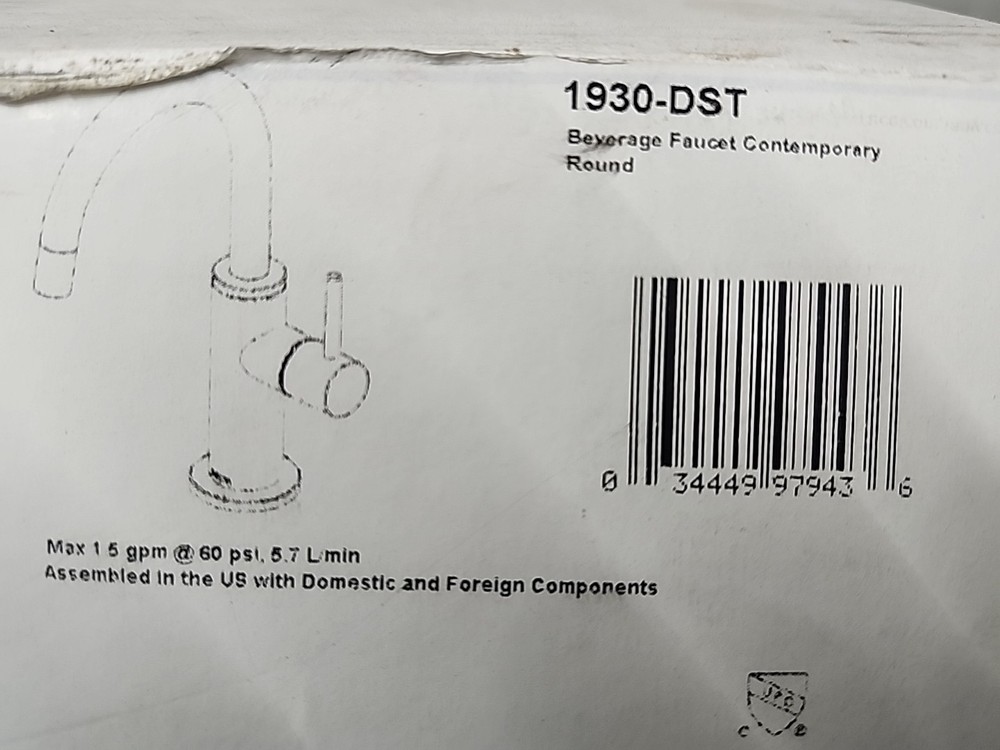 1930-DST
Beverage Faucet Contemporary
Round
0 34449 97943 6
Max 1.5 gpm @ 60 psi, 5.7 L/min
Assembled in the US with Domestic and Foreign Components
UPC
C